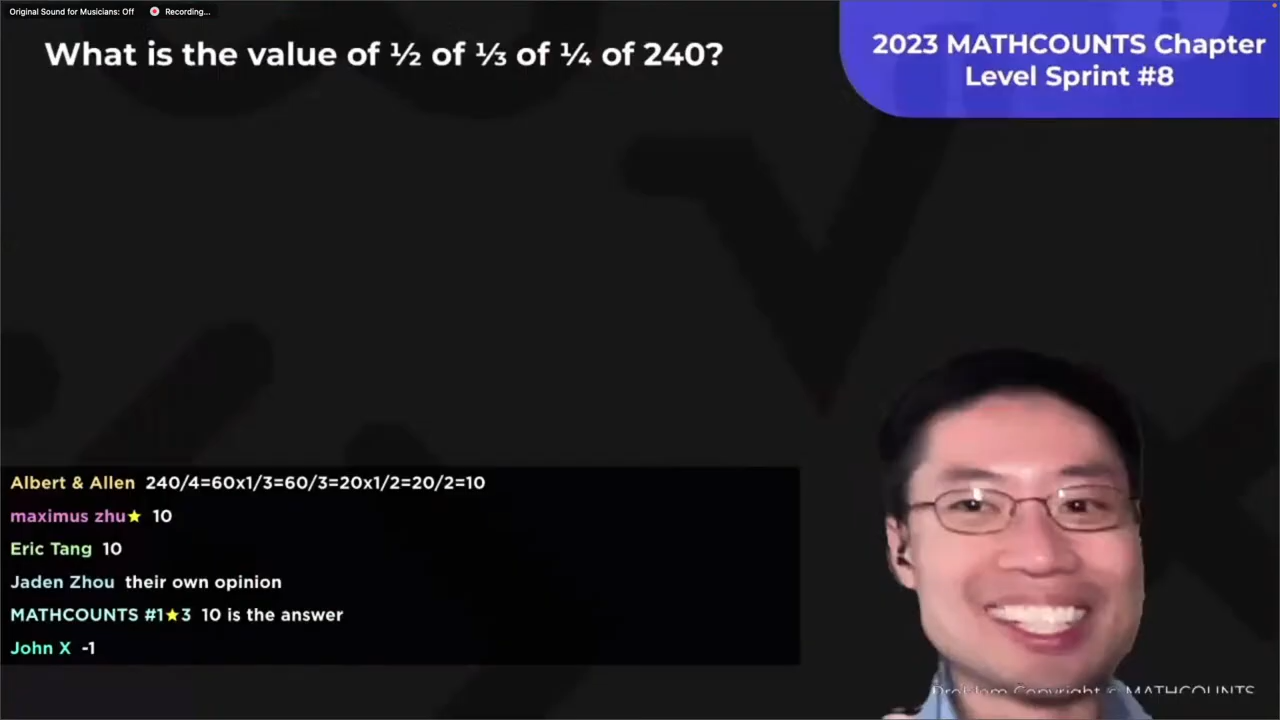 Original Sound for Musicians: Off Recording...
What is the value of ½ of ⅓ of ¼ of 240?
2023 MATHCOUNTS Chapter
Level Sprint #8
Albert & Allen 240/4=60x1/3=60/3=20x1/2=20/2=10
maximus zhu★ 10
Eric Tang 10
Jaden Zhou their own opinion
MATHCOUNTS #1★3 10 is the answer
John X -1
Problem Copyright © MATHCOUNTS